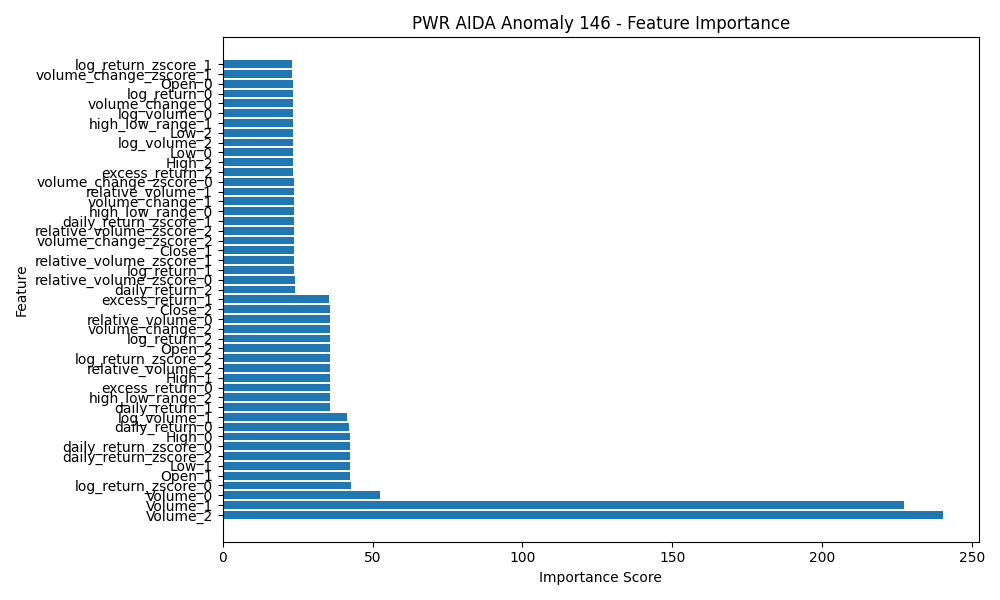 PWR AIDA Anomaly 146 - Feature Importance
log_return_zscore_1
volume_change_zscore_1
Open_0
log_return_0
volume_change_0
log_volume_0
high_low_range_1
Low_2
log_volume_2
Low_0
High_2
excess_return_2
volume_change_zscore_0
relative_volume_1
volume_change_1
high_low_range_0
daily_return_zscore_1
relative_volume_zscore_2
volume_change_zscore_2
Close_1
relative_volume_zscore_1
log_return_1
relative_volume_zscore_0
daily_return_2
excess_return_1
Close_2
relative_volume_0
volume_change_2
log_return_2
Open_2
log_return_zscore_2
relative_volume_2
High_1
excess_return_0
high_low_range_2
daily_return_1
log_volume_1
daily_return_0
High_0
daily_return_zscore_0
daily_return_zscore_2
Low_1
Open_1
log_return_zscore_0
Volume_0
Volume_1
Volume_2
Feature
0 50 100 150 200 250
Importance Score